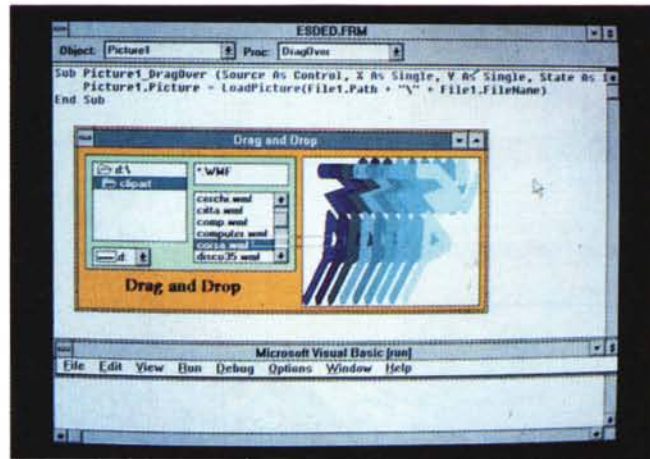 ESDED.FRM
Object: Picture1 Proc: DragOver
Sub Picture1_DragOver (Source As Control, X As Single, Y As Single, State As I
Picture1.Picture = LoadPicture(File1.Path + "\" + File1.FileName)
End Sub
Drag and Drop
d:\
clipart
*.WMF
cerchi.wmf
citta.wmf
comp.wmf
computer.wmf
corsa.wmf
disco35.wmf
d:
Drag and Drop
Microsoft Visual Basic [run]
File Edit View Run Debug Options Window Help